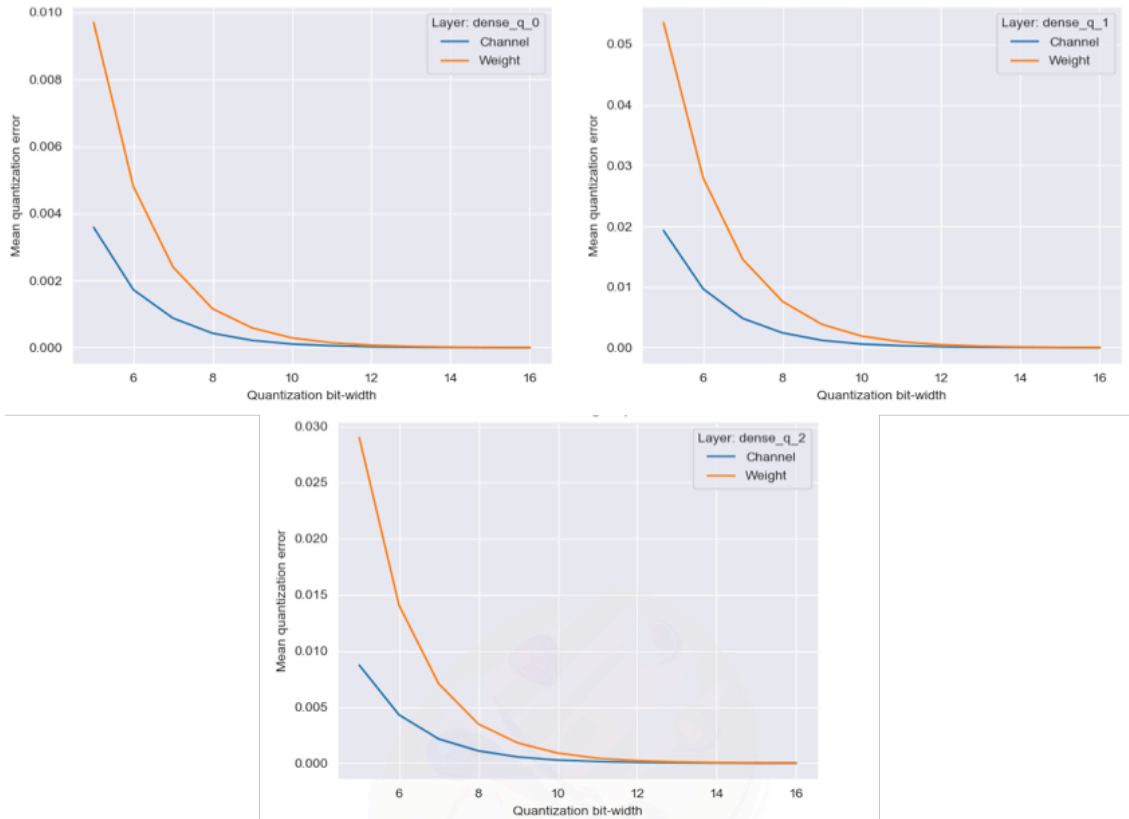 0.010
0.008
0.006
0.004
0.002
0.000
Mean quantization error
Layer: dense_q_0
Channel
Weight
6 8 10 12 14 16
Quantization bit-width
0.05
0.04
0.03
0.02
0.01
0.00
Mean quantization error
Layer: dense_q_1
Channel
Weight
6 8 10 12 14 16
Quantization bit-width
0.030
0.025
0.020
0.015
0.010
0.005
0.000
Mean quantization error
Layer: dense_q_2
Channel
Weight
6 8 10 12 14 16
Quantization bit-width